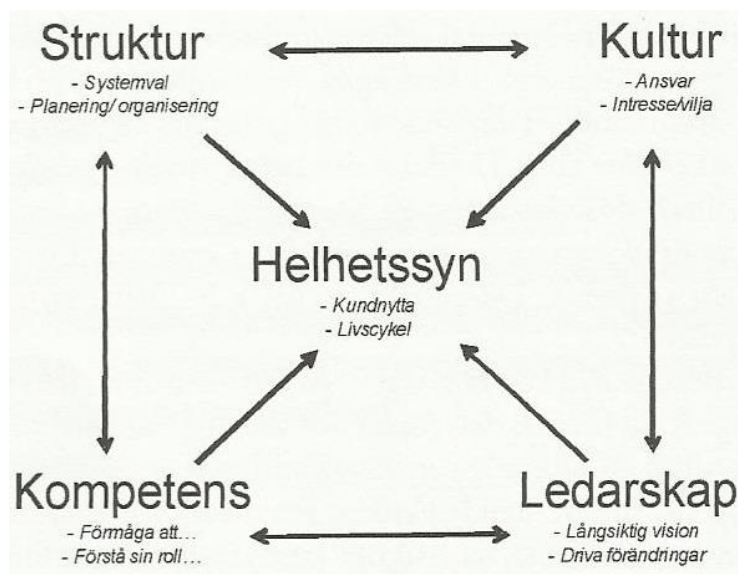 Struktur
- Systemval
- Planering/organisering
Kultur
- Ansvar
- Intresse/vilja
Helhetssyn
- Kundnytta
- Livscykel
Kompetens
- Förmåga att...
- Förstå sin roll...
Ledarskap
- Långsiktig vision
- Driva förändringar